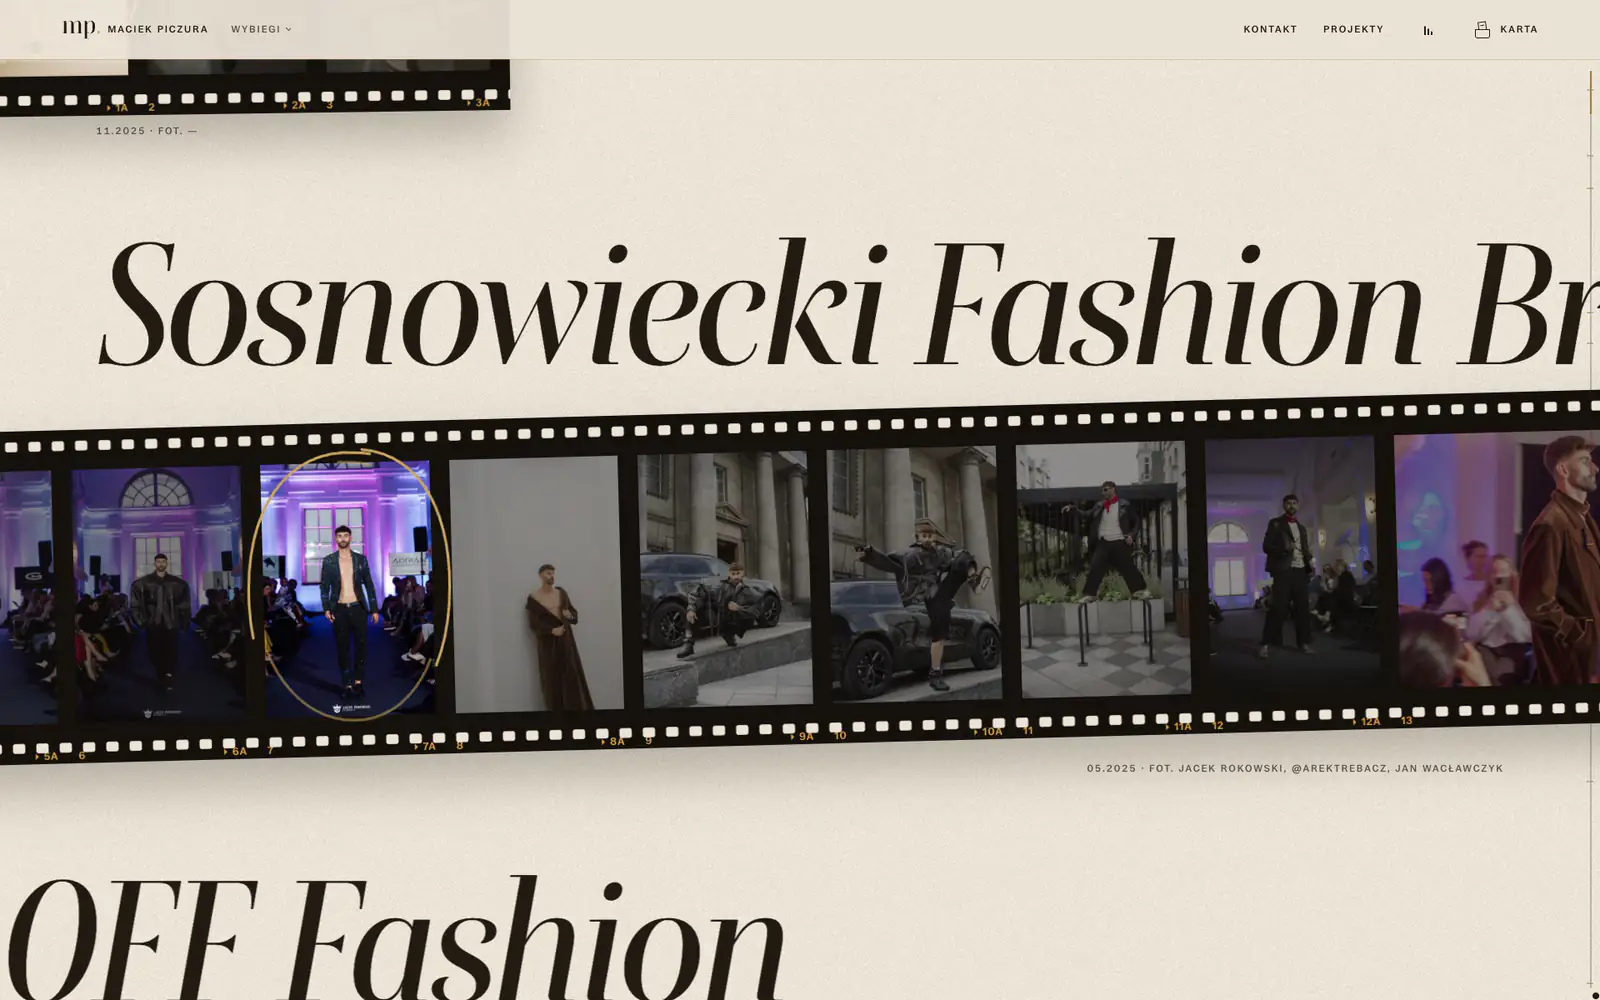 mp. MACIEK PICZURA WYBIEGI
KONTAKT PROJEKTY KARTA
1A 2 2A 3 3A
11.2025 · FOT. —
Sosnowiecki Fashion Br
5A 6 6A 7 7A 8 8A 9 9A 10 10A 11 11A 12 12A 13
05.2025 · FOT. JACEK ROKOWSKI, @AREKTREBACZ, JAN WACŁAWCZYK
OFF Fashion